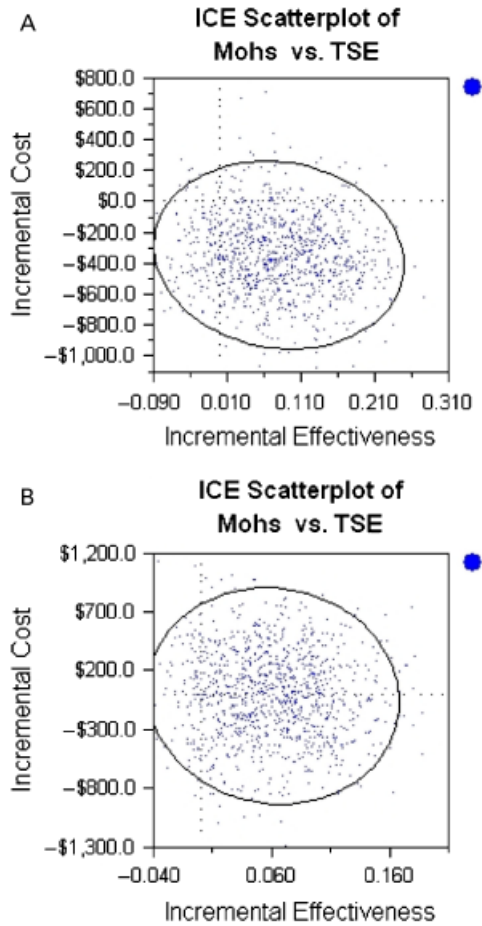 A
ICE Scatterplot of
Mohs vs. TSE
Incremental Cost
$800.0
$600.0
$400.0
$200.0
$0.0
–$200.0
–$400.0
–$600.0
–$800.0
–$1,000.0
–0.090 0.010 0.110 0.210 0.310
Incremental Effectiveness
B
ICE Scatterplot of
Mohs vs. TSE
Incremental Cost
$1,200.0
$700.0
$200.0
–$300.0
–$800.0
–$1,300.0
–0.040 0.060 0.160
Incremental Effectiveness